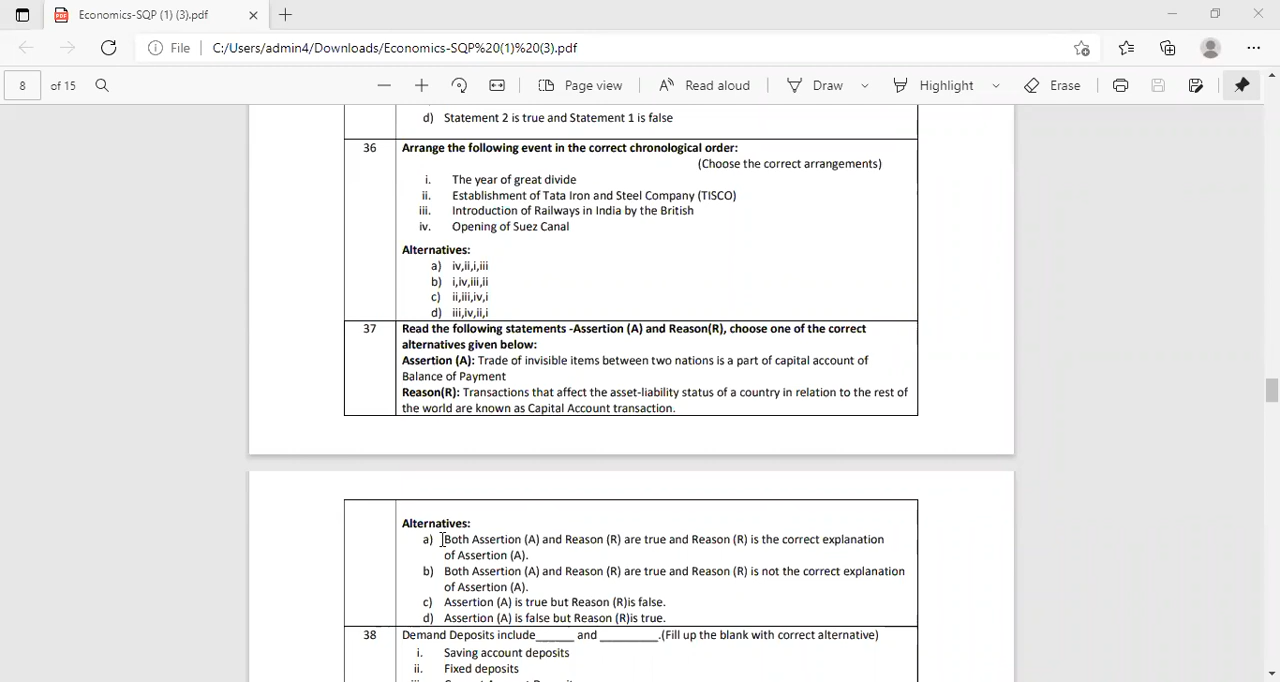 Economics-SQP (1) (3).pdf
File
C:/Users/admin4/Downloads/Economics-SQP%20(1)%20(3).pdf
8 of 15
Page view
Read aloud
Draw
Highlight
Erase
d) Statement 2 is true and Statement 1 is false
36 Arrange the following event in the correct chronological order:
(Choose the correct arrangements)
i. The year of great divide
ii. Establishment of Tata Iron and Steel Company (TISCO)
iii. Introduction of Railways in India by the British
iv. Opening of Suez Canal
Alternatives:
a) iv,ii,i,iii
b) i,iv,iii,ii
c) ii,iii,iv,i
d) iii,iv,ii,i
37 Read the following statements -Assertion (A) and Reason(R), choose one of the correct
alternatives given below:
Assertion (A): Trade of invisible items between two nations is a part of capital account of
Balance of Payment
Reason(R): Transactions that affect the asset-liability status of a country in relation to the rest of
the world are known as Capital Account transaction.
Alternatives:
a) Both Assertion (A) and Reason (R) are true and Reason (R) is the correct explanation
of Assertion (A).
b) Both Assertion (A) and Reason (R) are true and Reason (R) is not the correct explanation
of Assertion (A).
c) Assertion (A) is true but Reason (R)is false.
d) Assertion (A) is false but Reason (R)is true.
38 Demand Deposits include______ and _________.(Fill up the blank with correct alternative)
i. Saving account deposits
ii. Fixed deposits